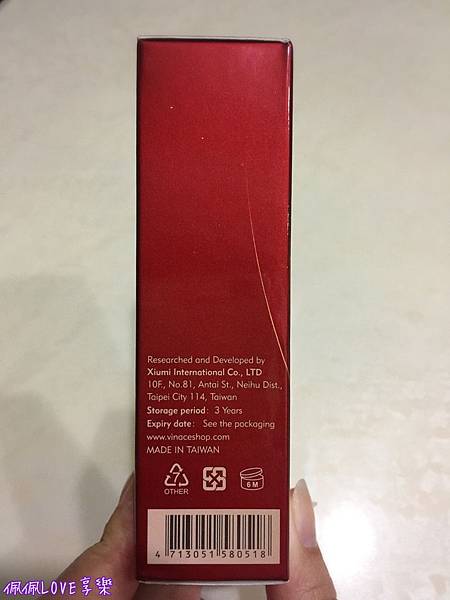 Researched and Developed by
Xiumi International Co., LTD
10F., No.81, Antai St., Neihu Dist.,
Taipei City 114, Taiwan
Storage period: 3 Years
Expiry date: See the packaging
www.vinaceshop.com
MADE IN TAIWAN
7
OTHER
6 M
4 713051 580518
佩佩LOVE享樂